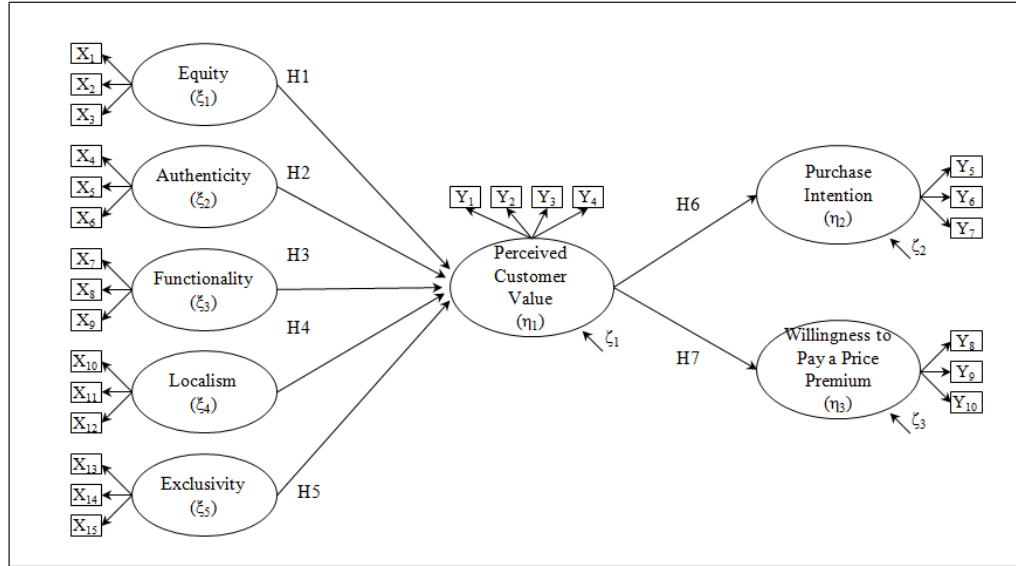 X₁
X₂
X₃
Equity
(ξ₁)
H1
X₄
X₅
X₆
Authenticity
(ξ₂)
H2
X₇
X₈
X₉
Functionality
(ξ₃)
H3
H4
X₁₀
X₁₁
X₁₂
Localism
(ξ₄)
X₁₃
X₁₄
X₁₅
Exclusivity
(ξ₅)
H5
Y₁ Y₂ Y₃ Y₄
Perceived
Customer
Value
(η₁)
ζ₁
H6
H7
Purchase
Intention
(η₂)
ζ₂
Y₅
Y₆
Y₇
Willingness to
Pay a Price
Premium
(η₃)
ζ₃
Y₈
Y₉
Y₁₀